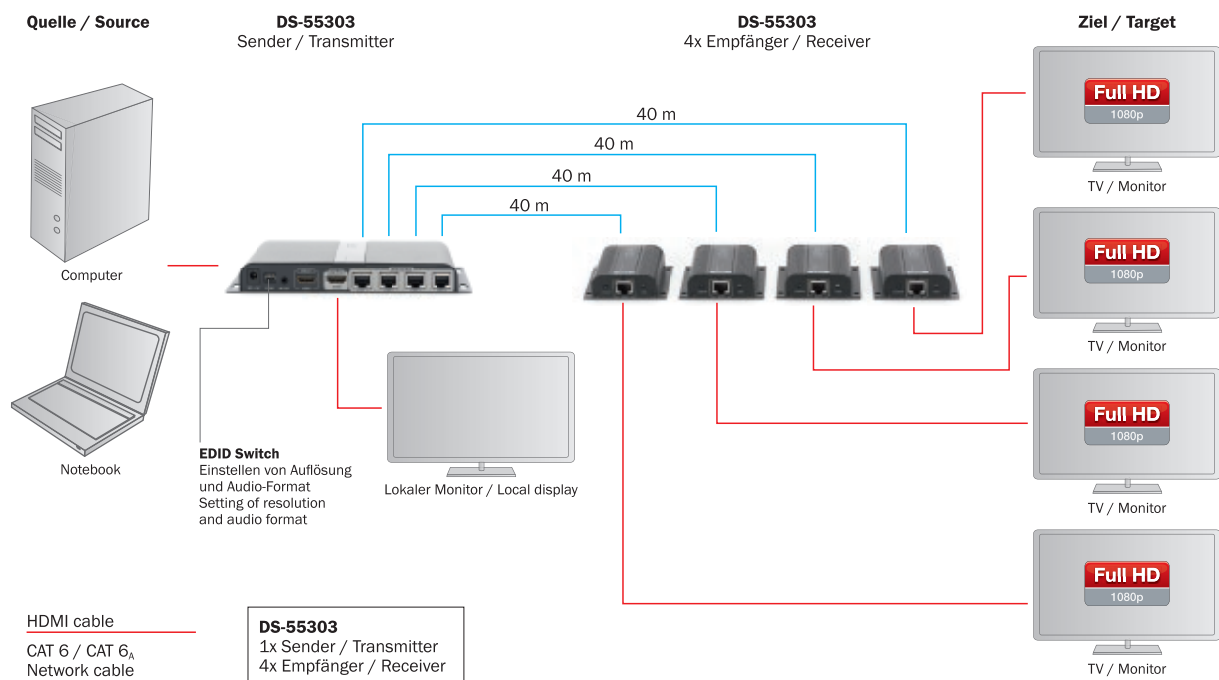 Quelle / Source
DS-55303
Sender / Transmitter
DS-55303
4x Empfänger / Receiver
Ziel / Target
40 m
40 m
40 m
40 m
Full HD
1080p
TV / Monitor
Full HD
1080p
TV / Monitor
Full HD
1080p
TV / Monitor
Full HD
1080p
TV / Monitor
Computer
Notebook
EDID Switch
Einstellen von Auflösung
und Audio-Format
Setting of resolution
and audio format
Lokaler Monitor / Local display
HDMI cable
CAT 6 / CAT 6A
Network cable
DS-55303
1x Sender / Transmitter
4x Empfänger / Receiver